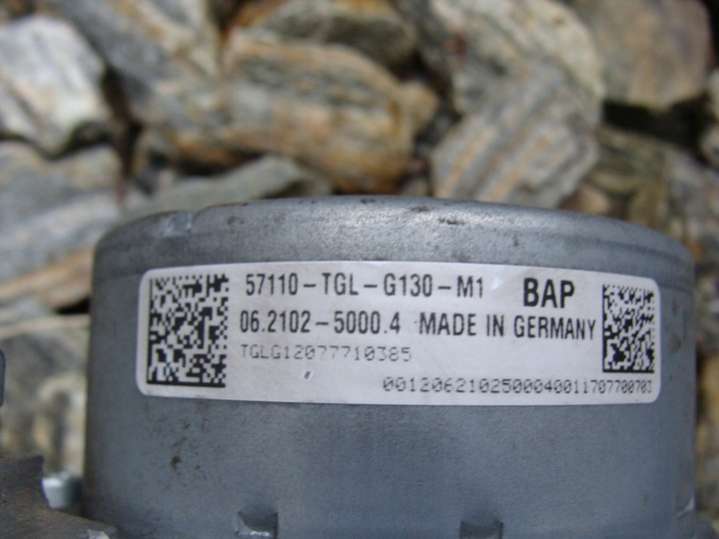 57110-TGL-G130-M1 BAP
06.2102-5000.4 MADE IN GERMANY
TGLG12077710385
0012062102500040011707700703